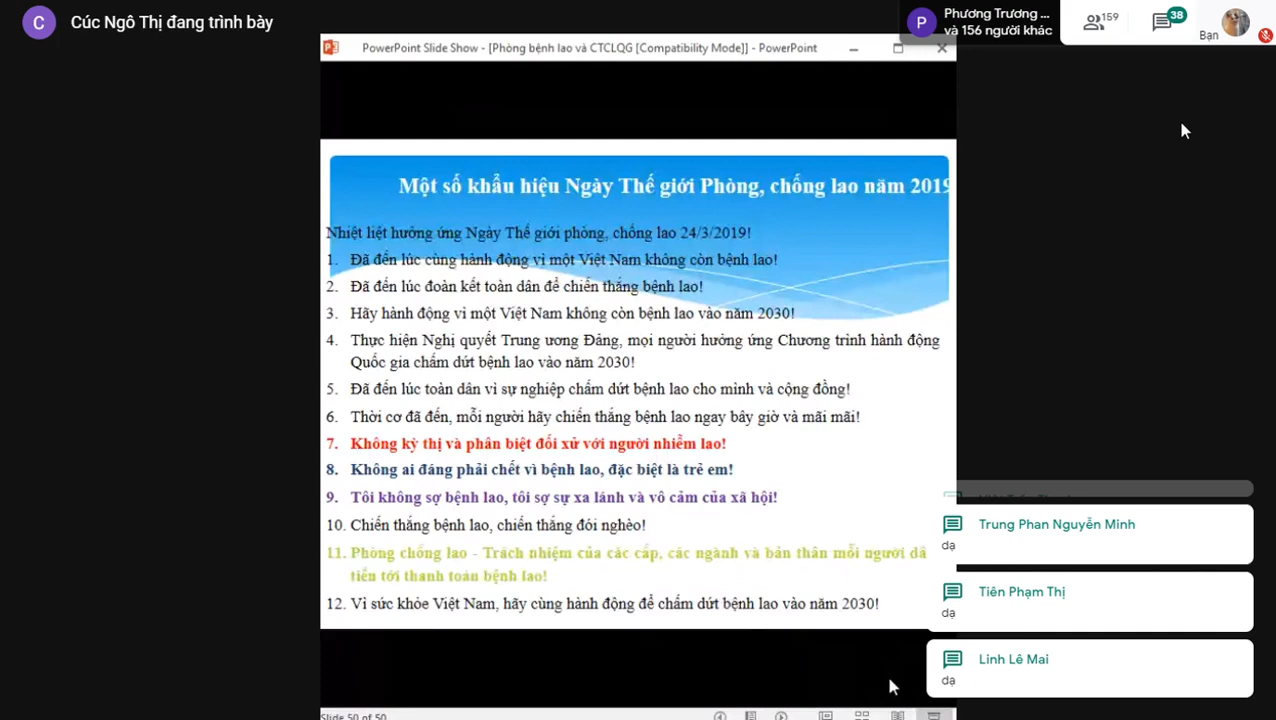 C Cúc Ngô Thị đang trình bày
P Phương Trương ...
và 156 người khác
159
38
Bạn
PowerPoint Slide Show - [Phòng bệnh lao và CTCLQG [Compatibility Mode]] - PowerPoint
Một số khẩu hiệu Ngày Thế giới Phòng, chống lao năm 2019
Nhiệt liệt hưởng ứng Ngày Thế giới phòng, chống lao 24/3/2019!
1. Đã đến lúc cùng hành động vì một Việt Nam không còn bệnh lao!
2. Đã đến lúc đoàn kết toàn dân để chiến thắng bệnh lao!
3. Hãy hành động vì một Việt Nam không còn bệnh lao vào năm 2030!
4. Thực hiện Nghị quyết Trung ương Đảng, mọi người hưởng ứng Chương trình hành động
Quốc gia chấm dứt bệnh lao vào năm 2030!
5. Đã đến lúc toàn dân vì sự nghiệp chấm dứt bệnh lao cho mình và cộng đồng!
6. Thời cơ đã đến, mỗi người hãy chiến thắng bệnh lao ngay bây giờ và mãi mãi!
7. Không kỳ thị và phân biệt đối xử với người nhiễm lao!
8. Không ai đáng phải chết vì bệnh lao, đặc biệt là trẻ em!
9. Tôi không sợ bệnh lao, tôi sợ sự xa lánh và vô cảm của xã hội!
10. Chiến thắng bệnh lao, chiến thắng đói nghèo!
11. Phòng chống lao - Trách nhiệm của các cấp, các ngành và bản thân mỗi người dâ
tiến tới thanh toán bệnh lao!
12. Vì sức khỏe Việt Nam, hãy cùng hành động để chấm dứt bệnh lao vào năm 2030!
Trung Phan Nguyễn Minh
dạ
Tiên Phạm Thị
dạ
Linh Lê Mai
dạ
Slide 50 of 50